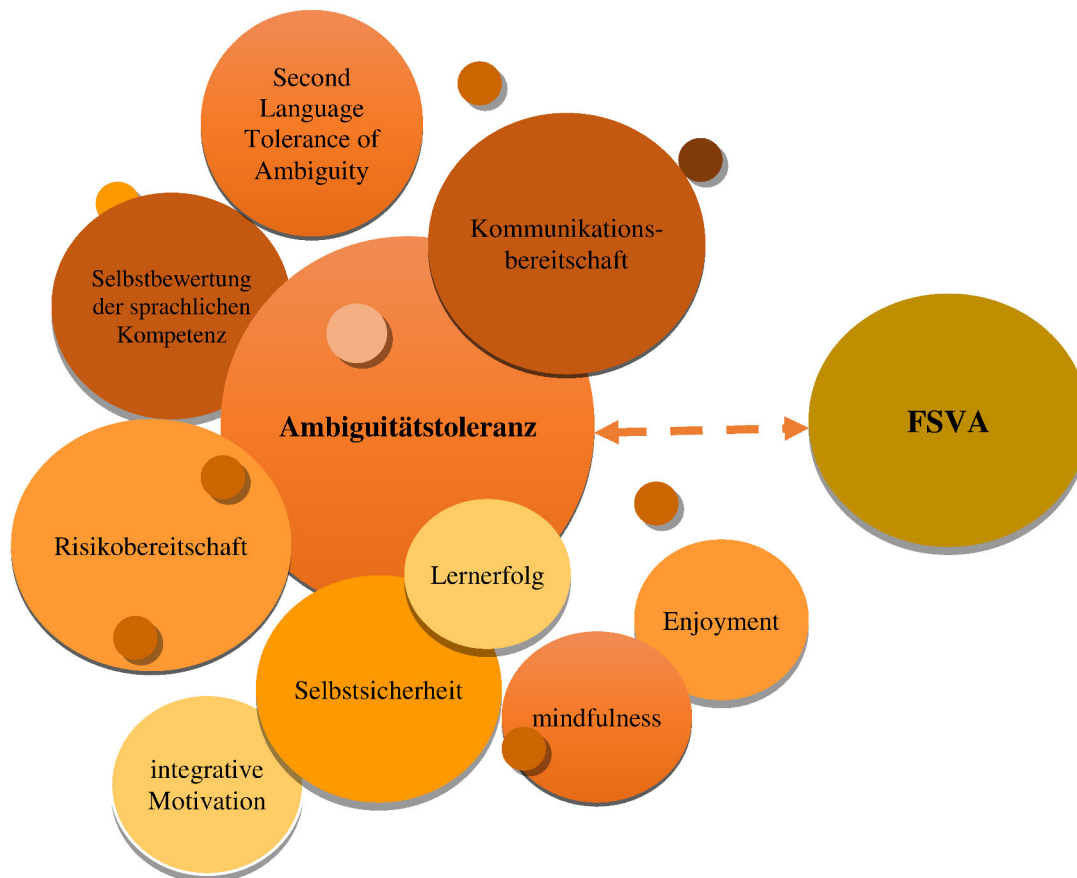 Second
Language
Tolerance of
Ambiguity
Kommunikations-
bereitschaft
Selbstbewertung
der sprachlichen
Kompetenz
Ambiguitätstoleranz
FSVA
Risikobereitschaft
Lernerfolg
Enjoyment
Selbstsicherheit
mindfulness
integrative
Motivation